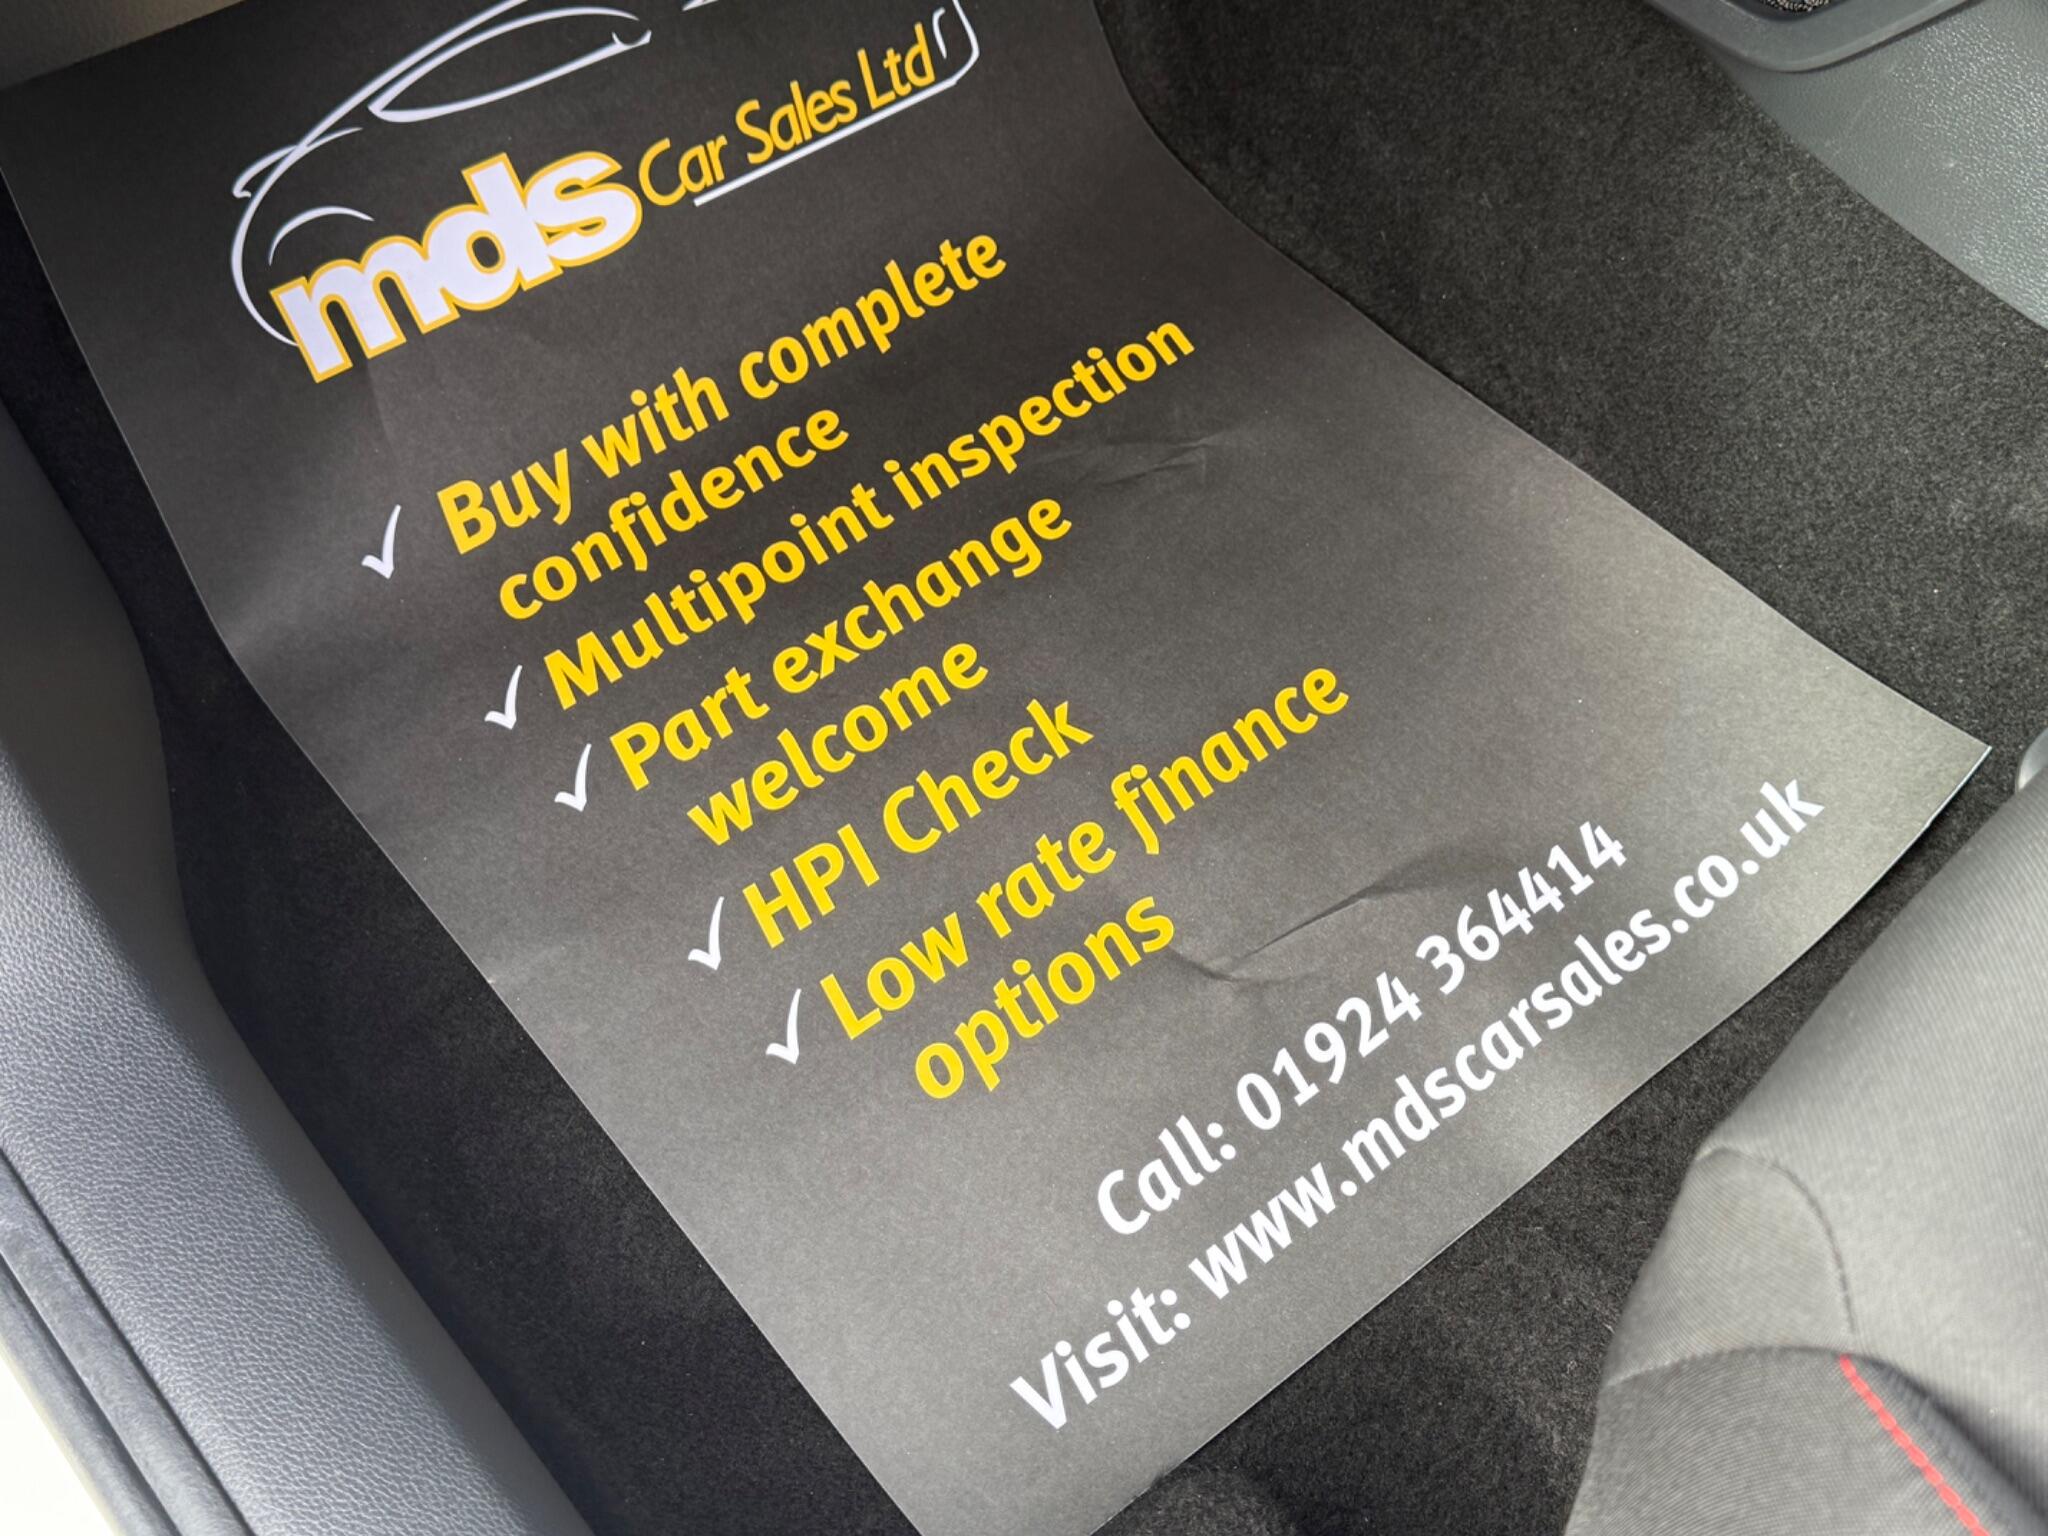 mds Car Sales Ltd
✓ Buy with complete
confidence
✓ Multipoint inspection
✓ Part exchange
welcome
✓ HPI Check
✓ Low rate finance
options
Call: 01924 364414
Visit: www.mdscarsales.co.uk